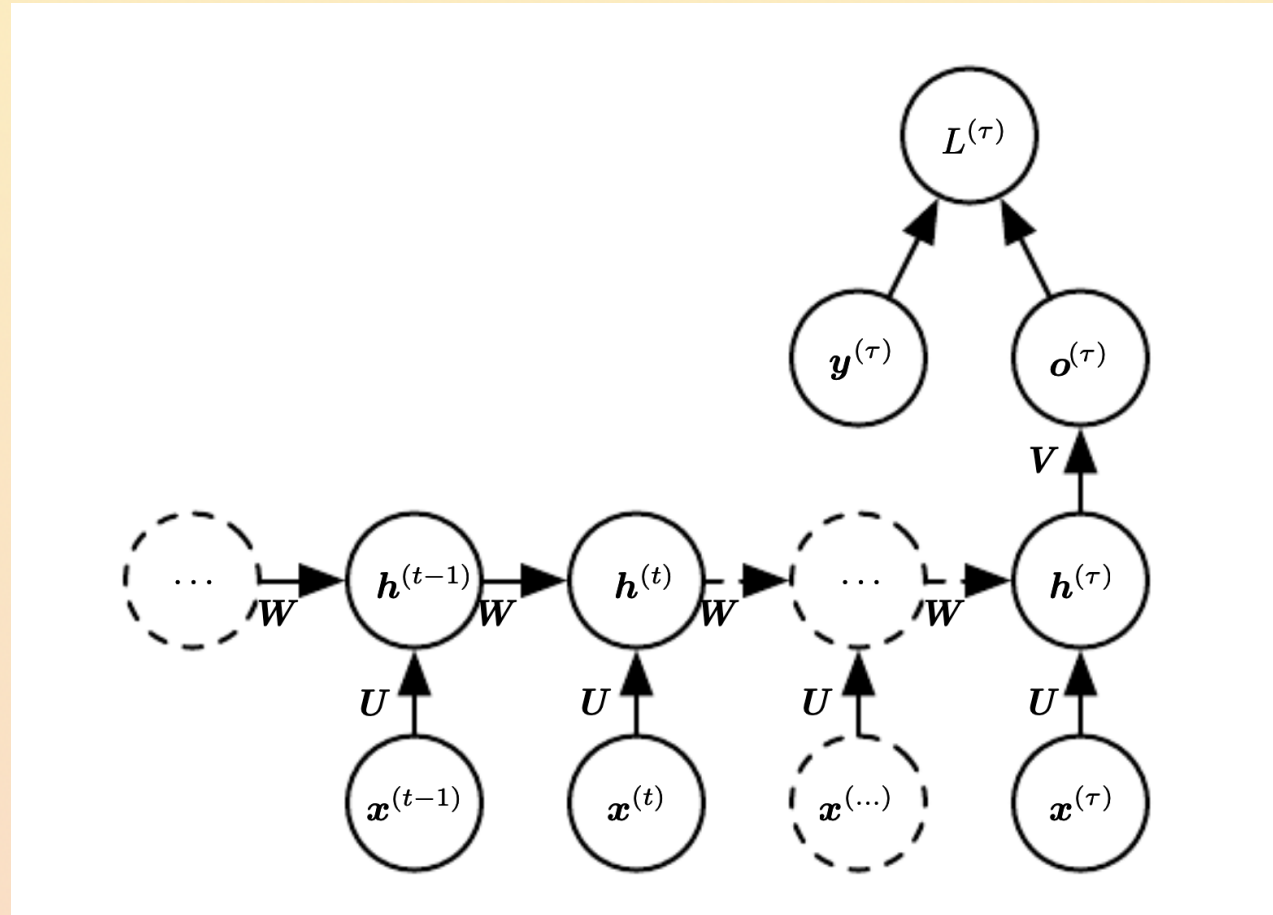 L^{(τ)}
y^{(τ)} o^{(τ)}
V
... h^{(t−1)} h^{(t)} ... h^{(τ)}
W W W W
U U U U
x^{(t−1)} x^{(t)} x^{(...)} x^{(τ)}